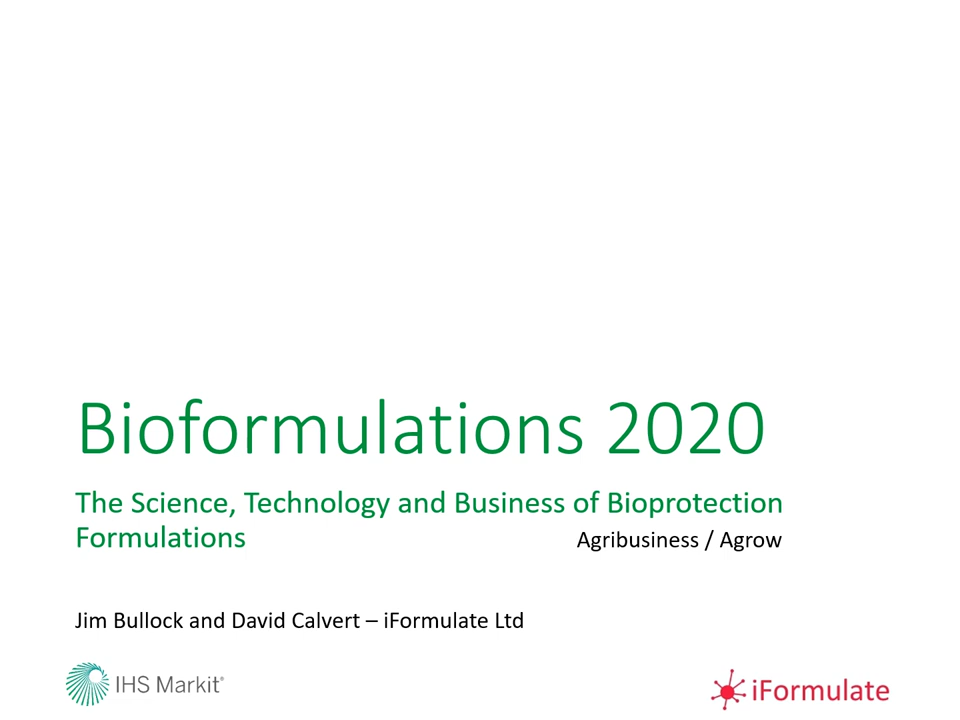 Bioformulations 2020
The Science, Technology and Business of Bioprotection
Formulations Agribusiness / Agrow
Jim Bullock and David Calvert – iFormulate Ltd
IHS Markit®
iFormulate